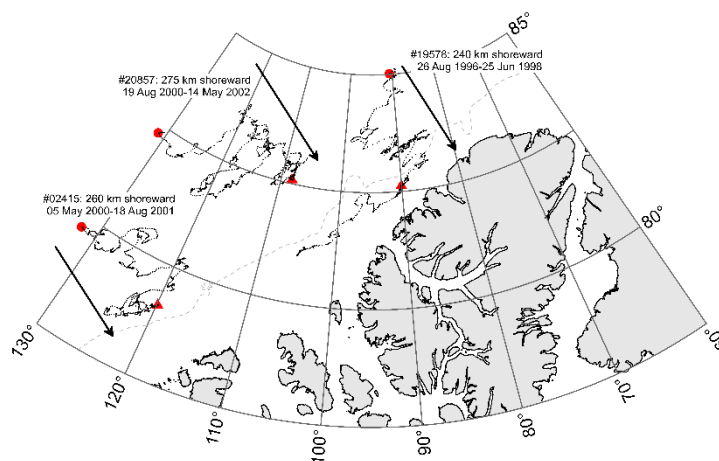 85°
#19578: 240 km shoreward
26 Aug 1996-25 Jun 1998
#20857: 275 km shoreward
19 Aug 2000-14 May 2002
#02415: 260 km shoreward
05 May 2000-18 Aug 2001
80°
130°
120°
110°
100°
90°
80°
70°
60°